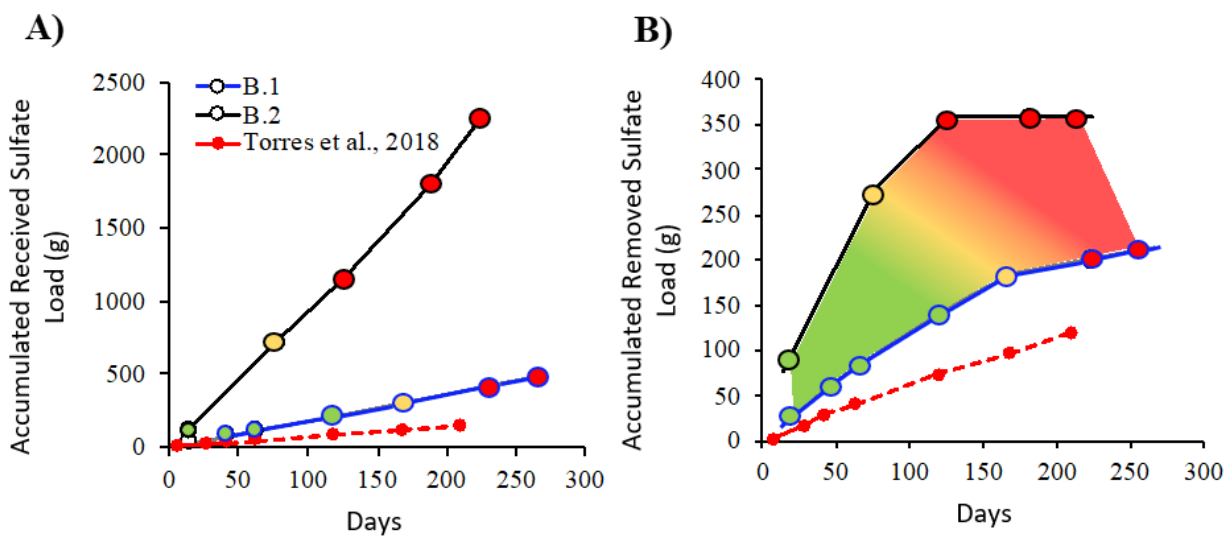 A)
Accumulated Received Sulfate
Load (g)
2500
2000
1500
1000
500
0
0 50 100 150 200 250 300
Days
B.1
B.2
Torres et al., 2018
B)
Accumulated Removed Sulfate
Load (g)
400
350
300
250
200
150
100
50
0
0 50 100 150 200 250 300
Days